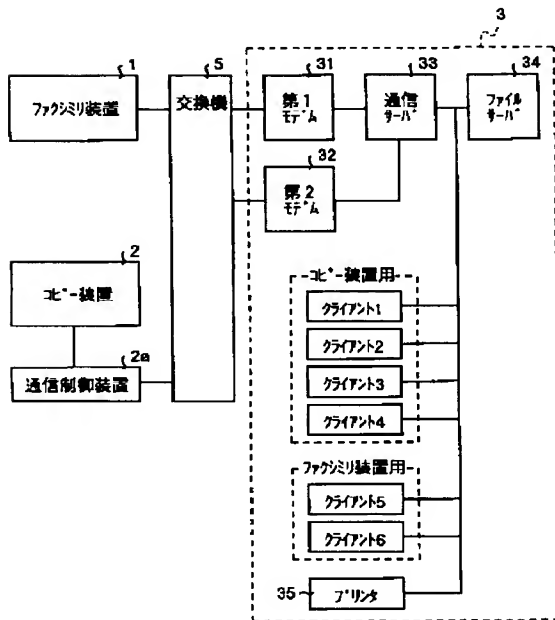 3
1
ファクシミリ装置
5
交換機
31
第1
モデム
33
通信
サーバ
34
ファイル
サーバ
32
第2
モデム
2
コピー装置
2a
通信制御装置
コピー装置用
クライアント1
クライアント2
クライアント3
クライアント4
ファクシミリ装置用
クライアント5
クライアント6
35
プリンタ